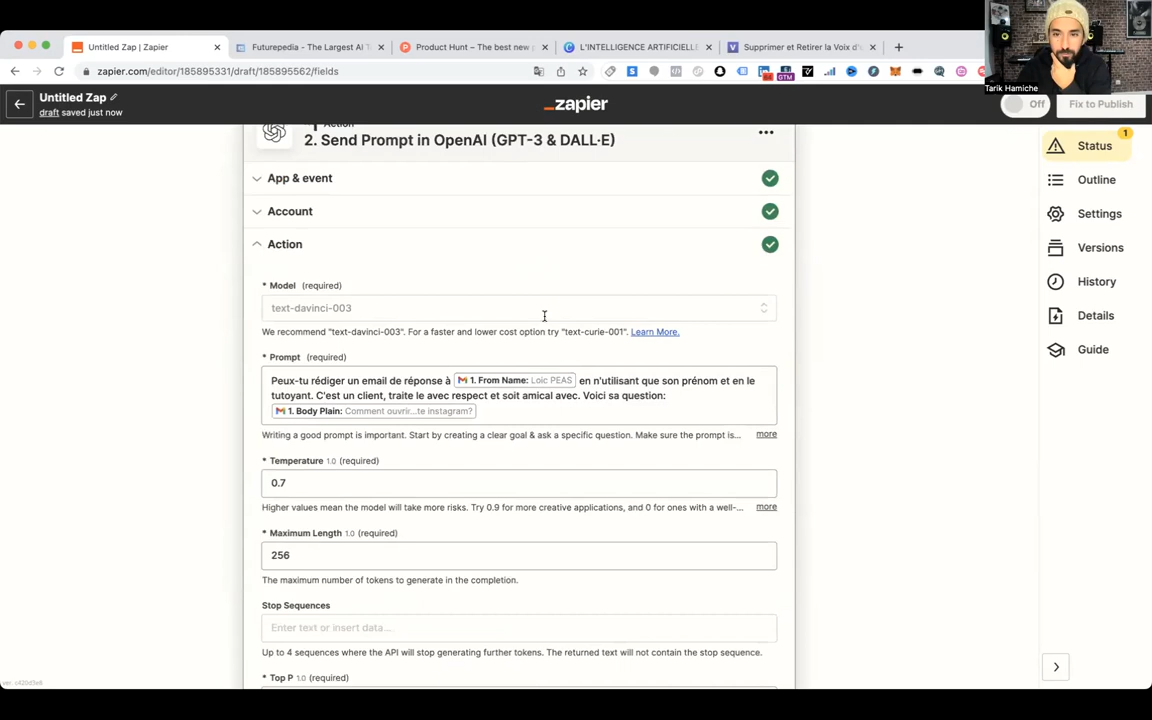 Untitled Zap | Zapier
Futurepedia - The Largest AI T
Product Hunt – The best new
L'INTELLIGENCE ARTIFICIELLE
Supprimer et Retirer la Voix d'
zapier.com/editor/185895331/draft/185895562/fields
GTM
Tarik Hamiche
Untitled Zap
draft saved just now
zapier
Off
Fix to Publish
Action
2. Send Prompt in OpenAI (GPT-3 & DALL·E)
App & event
Account
Action
* Model (required)
text-davinci-003
We recommend "text-davinci-003". For a faster and lower cost option try "text-curie-001". Learn More.
* Prompt (required)
Peux-tu rédiger un email de réponse à 1. From Name: Loic PEAS en n'utilisant que son prénom et en le
tutoyant. C'est un client, traite le avec respect et soit amical avec. Voici sa question:
1. Body Plain: Comment ouvrir...te instagram?
Writing a good prompt is important. Start by creating a clear goal & ask a specific question. Make sure the prompt is... more
* Temperature 1.0 (required)
0.7
Higher values mean the model will take more risks. Try 0.9 for more creative applications, and 0 for ones with a well-... more
* Maximum Length 1.0 (required)
256
The maximum number of tokens to generate in the completion.
Stop Sequences
Enter text or insert data...
Up to 4 sequences where the API will stop generating further tokens. The returned text will not contain the stop sequence.
* Top P 1.0 (required)
1
Status
Outline
Settings
Versions
History
Details
Guide
ver. c420d3e8